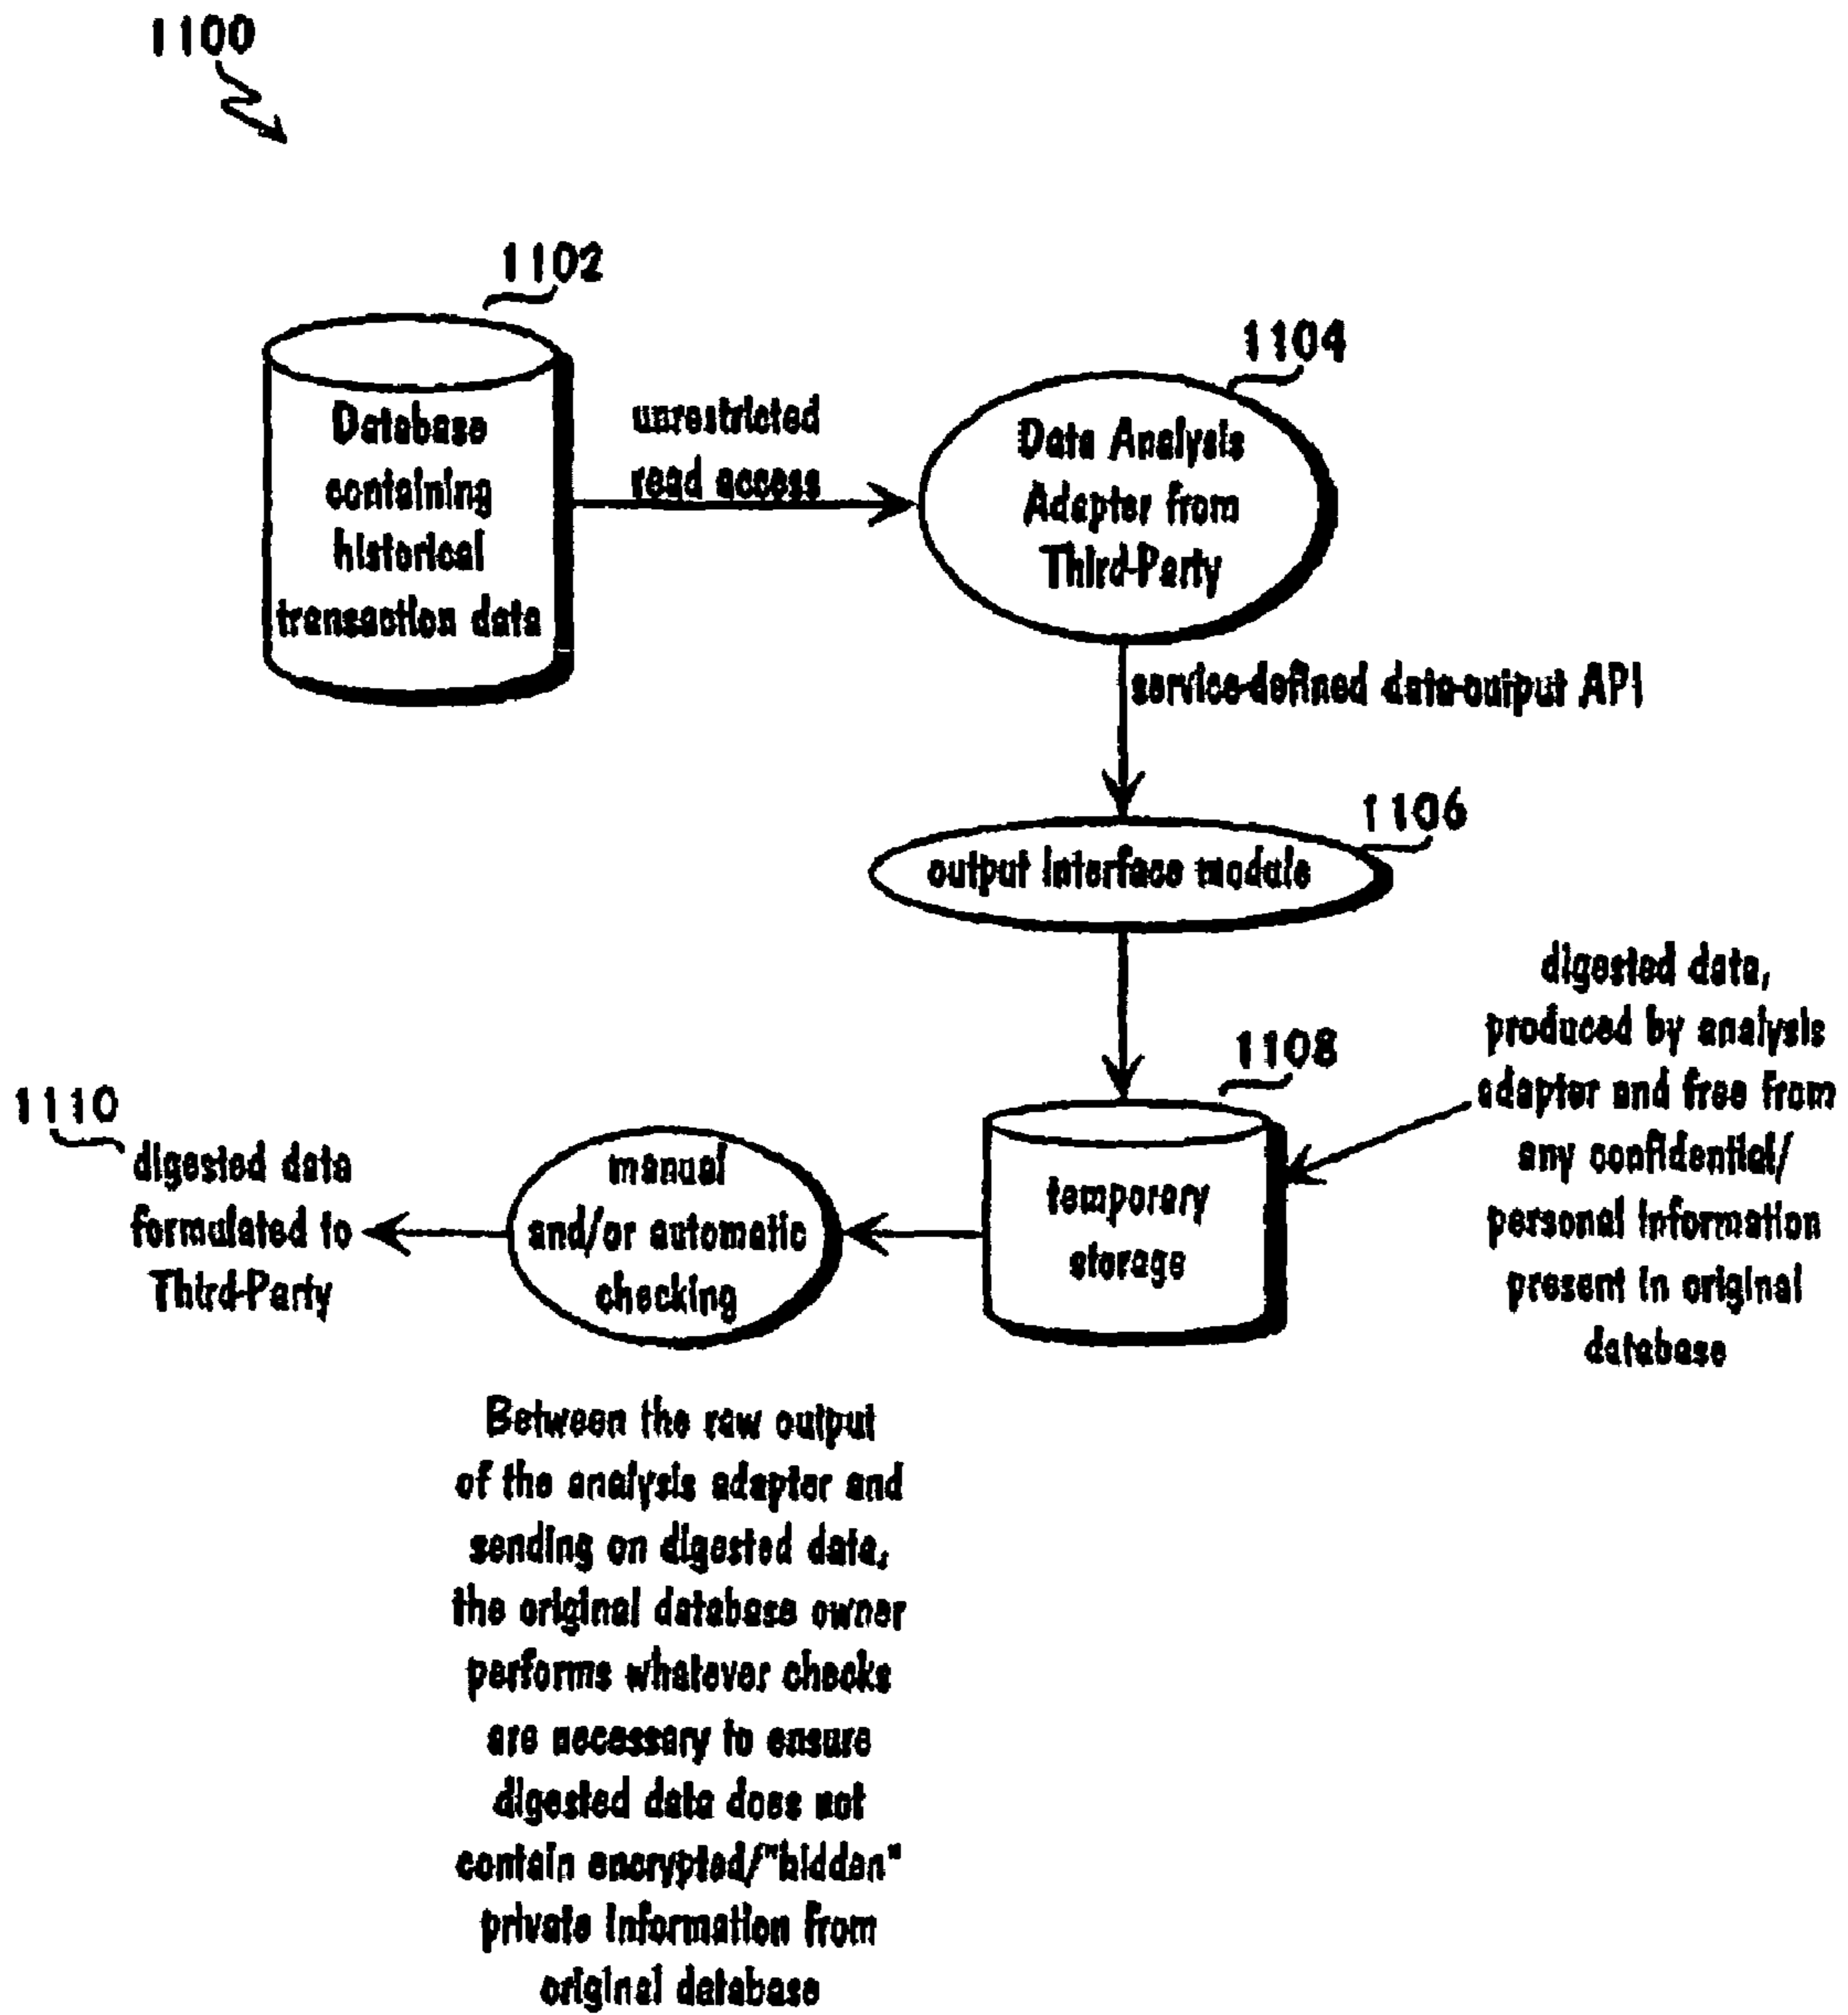 1100
1102
Database
containing
historical
transaction data
unrestricted
read access
1104
Data Analysis
Adapter from
Third-Party
service-defined data-output API
1106
output interface module
digested data,
produced by analysis
adapter and free from
any confidential/
personal information
present in original
database
1108
temporary
storage
manual
and/or automatic
checking
1110
digested data
formulated to
Third-Party
Between the raw output
of the analysis adapter and
sending on digested data,
the original database owner
performs whatever checks
are necessary to ensure
digested data does not
contain encrypted/"hidden"
private information from
original database